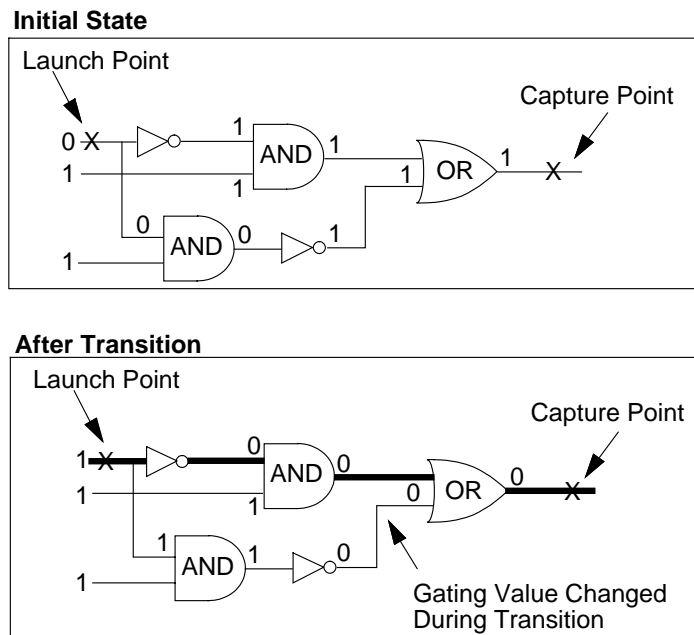 Initial State
Launch Point
Capture Point
0 X
1
AND
1
OR
1
X
1
1
1
0
AND
0
1
1
After Transition
Launch Point
Capture Point
1 X
0
AND
0
OR
0
X
1
1
0
1
AND
1
0
1
Gating Value Changed
During Transition